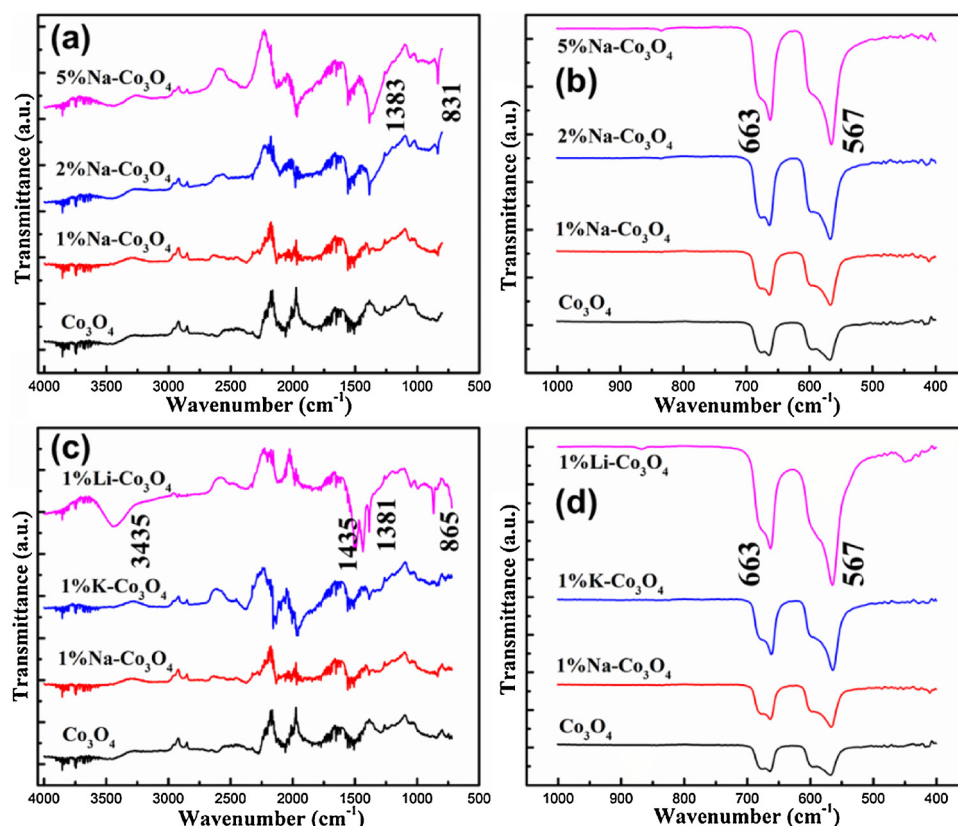 (a)
5%Na-Co₃O₄
2%Na-Co₃O₄
1%Na-Co₃O₄
Co₃O₄
1383
831
Transmittance (a.u.)
4000 3500 3000 2500 2000 1500 1000 500
Wavenumber (cm⁻¹)
(b)
5%Na-Co₃O₄
2%Na-Co₃O₄
1%Na-Co₃O₄
Co₃O₄
663
567
Transmittance (a.u.)
1000 900 800 700 600 500 400
Wavenumber (cm⁻¹)
(c)
1%Li-Co₃O₄
1%K-Co₃O₄
1%Na-Co₃O₄
Co₃O₄
3435
1435
1381
865
Transmittance (a.u.)
4000 3500 3000 2500 2000 1500 1000 500
Wavenumber (cm⁻¹)
(d)
1%Li-Co₃O₄
1%K-Co₃O₄
1%Na-Co₃O₄
Co₃O₄
663
567
Transmittance (a.u.)
1000 900 800 700 600 500 400
Wavenumber (cm⁻¹)